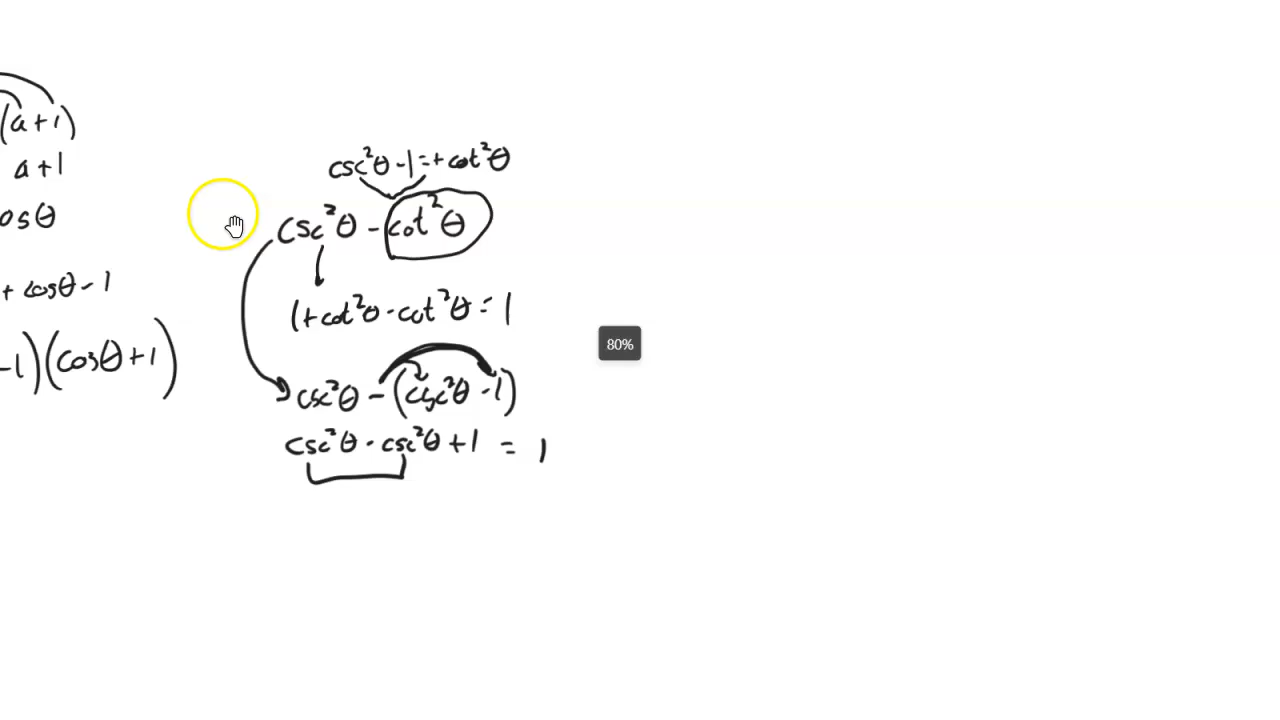 (a+1)
a+1
osθ
+ cosθ-1
-1)(cosθ+1)
csc²θ-1=+cot²θ
csc²θ-cot²θ
1+cot²θ-cot²θ=1
csc²θ-(csc²θ-1)
csc²θ-csc²θ+1 = 1
80%